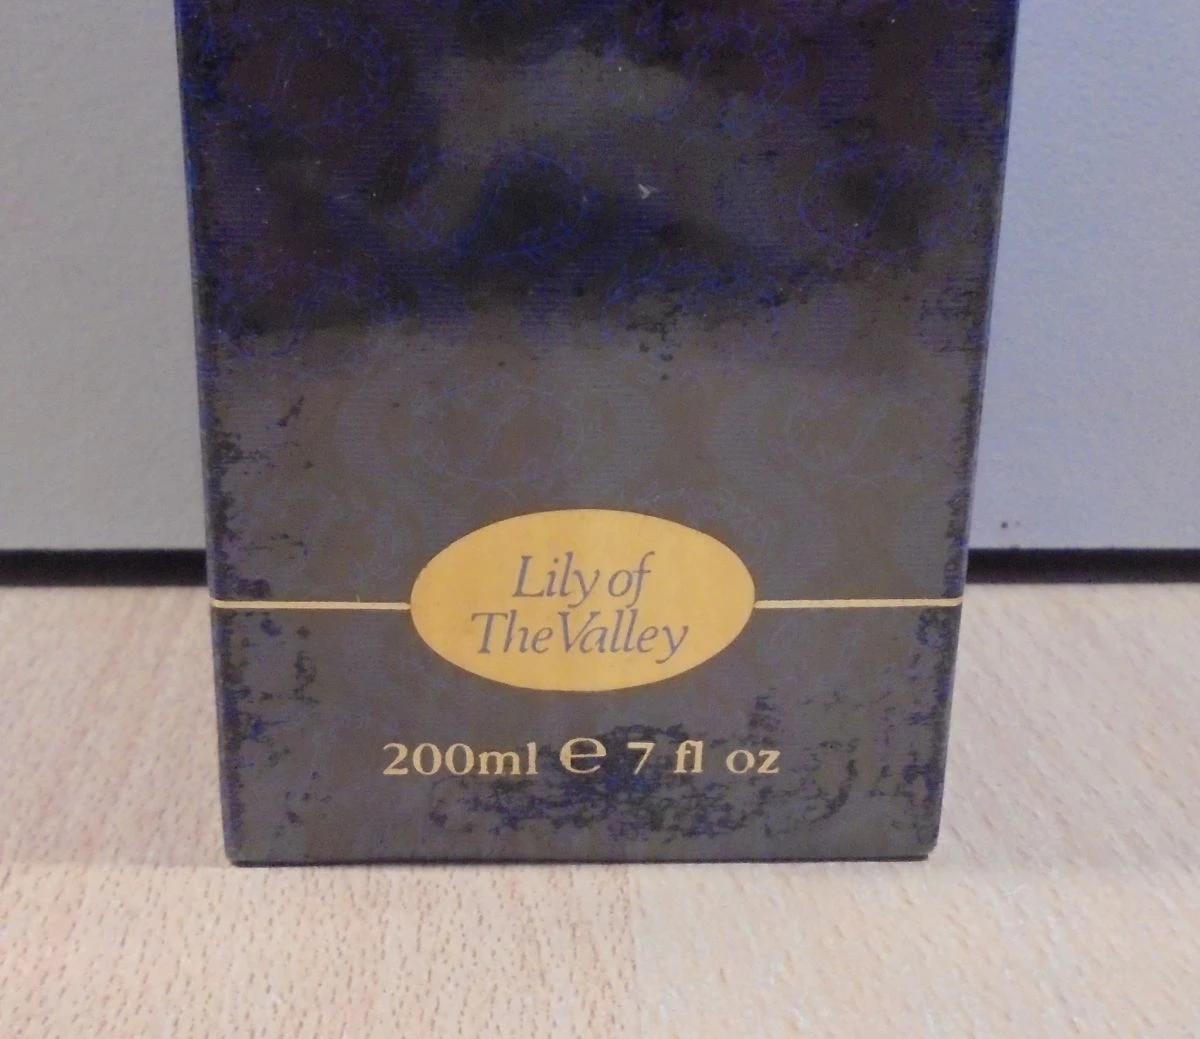 Lily of
The Valley
200ml ℮ 7 fl oz